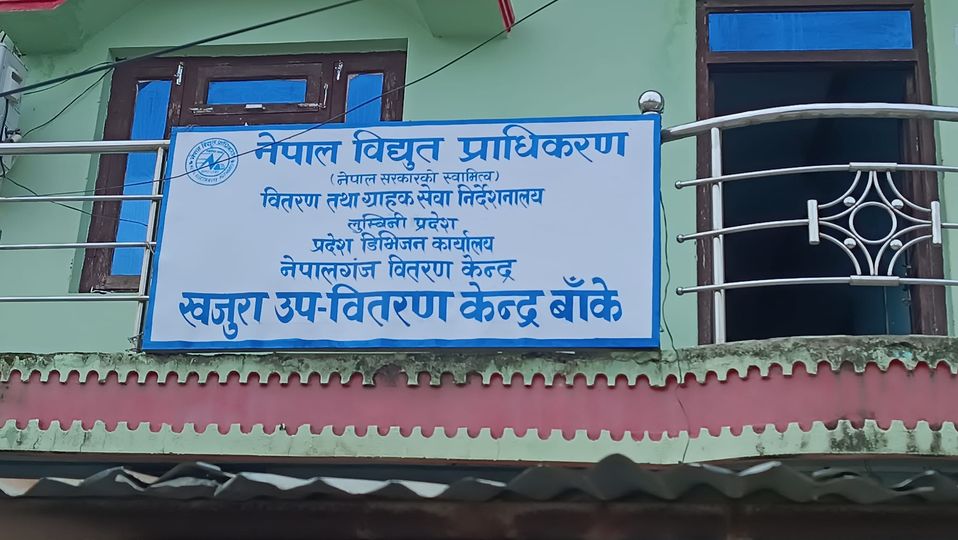 नेपाल विद्युत प्राधिकरण
(नेपाल सरकारको स्वामित्व)
वितरण तथा ग्राहक सेवा निर्देशनालय
लुम्बिनी प्रदेश
प्रदेश डिभिजन कार्यालय
नेपालगंज वितरण केन्द्र
खजुरा उप-वितरण केन्द्र बाँके